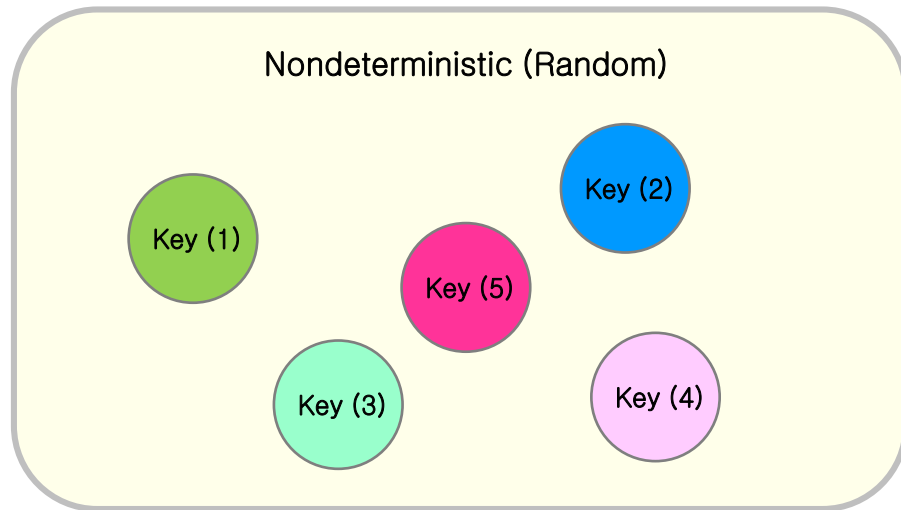 Nondeterministic (Random)
Key (2)
Key (1)
Key (5)
Key (4)
Key (3)